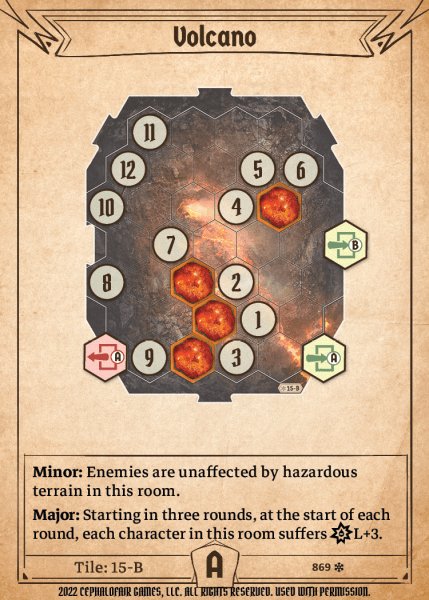 Volcano
11
12
5
6
10
4
7
B
8
2
1
A
9
3
A
15-B
Minor: Enemies are unaffected by hazardous
terrain in this room.
Major: Starting in three rounds, at the start of each
round, each character in this room suffers L+3.
Tile: 15-B
A
869
2022 CEPHALOFAIR GAMES, LLC. ALL RIGHTS RESERVED. USED WITH PERMISSION.